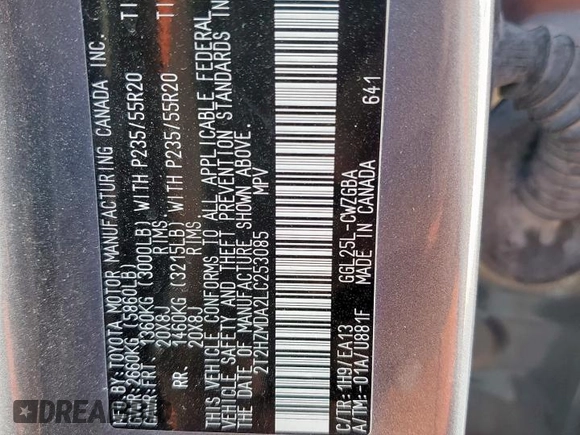 MFD.BY:TOYOTA MOTOR MANUFACTURING CANADA INC.
GVWR 2660KG (5860LB) TI
GAWR FRT. 1360KG (3000LB) WITH P235/55R20
20X8J RIMS, TI
RR. 1460KG (3215LB) WITH P235/55R20
20X8J RIMS,
THIS VEHICLE CONFORMS TO ALL APPLICABLE FEDERAL
VEHICLE SAFETY AND THEFT PREVENTION STANDARDS IN
DATE OF MANUFACTURE SHOWN ABOVE.
2T2HZMDA2LC253085 MPV
C/TR:1H9/EA13 GGL25L-CWZGBA
A/TM:-01A/U881F MADE IN CANADA 641
DREAM